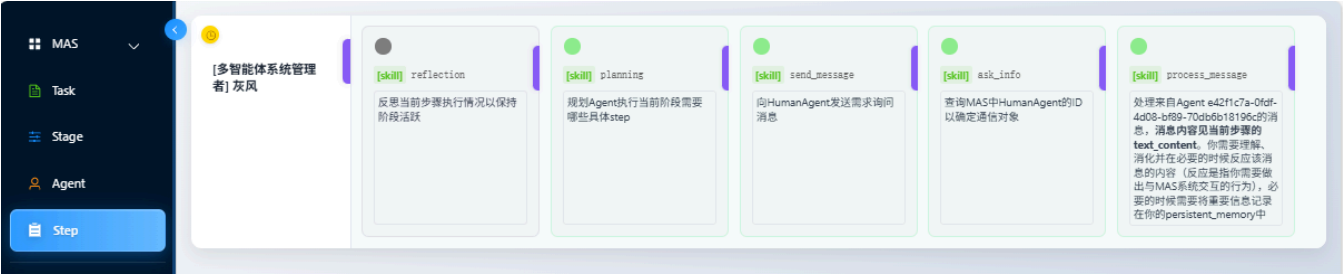 MAS
Task
Stage
Agent
Step
[多智能体系统管理
者] 灰风
[skill] reflection
反思当前步骤执行情况以保持
阶段活跃
[skill] planning
规划Agent执行当前阶段需要
哪些具体step
[skill] send_message
向HumanAgent发送需求询问
消息
[skill] ask_info
查询MAS中HumanAgent的ID
以确定通信对象
[skill] process_message
处理来自Agent e42f1c7a-0fdf-
4d08-bf89-70db6b18196c的消
息，消息内容见当前步骤的
text_content。你需要理解、
消化并在必要的时候反应该消
息的内容（反应是指你需要做
出与MAS系统交互的行为），必
要的时候需要将重要信息记录
在你的persistent_memory中